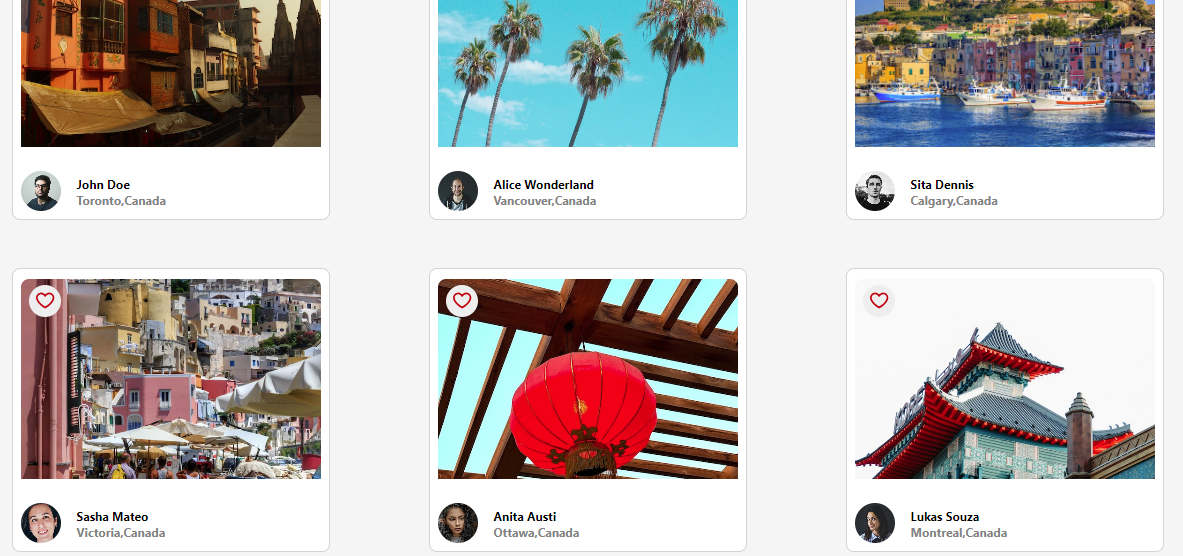 John Doe
Toronto,Canada
Alice Wonderland
Vancouver,Canada
Sita Dennis
Calgary,Canada
Sasha Mateo
Victoria,Canada
Anita Austi
Ottawa,Canada
Lukas Souza
Montreal,Canada